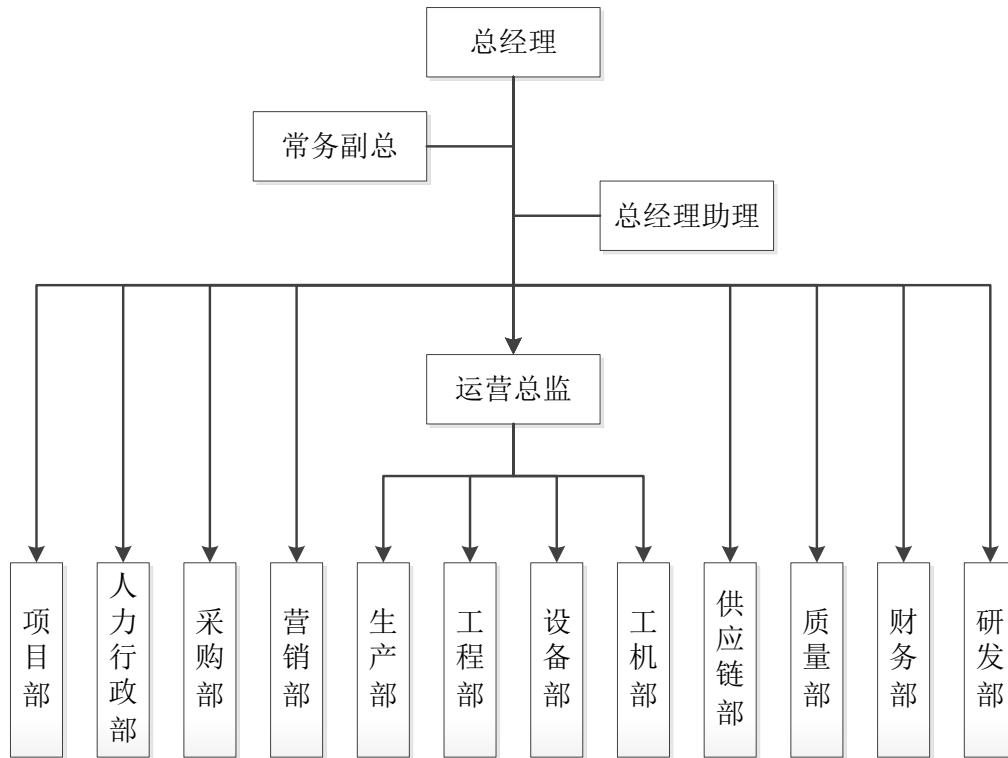 总经理
常务副总
总经理助理
运营总监
项目部
人力行政部
采购部
营销部
生产部
工程部
设备部
工机部
供应链部
质量部
财务部
研发部